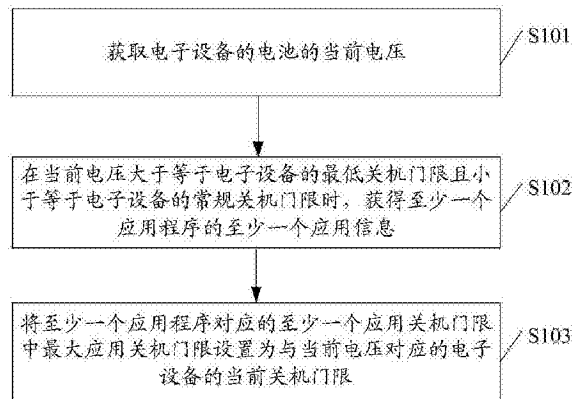 获取电子设备的电池的当前电压
S101
在当前电压大于等于电子设备的最低关机门限且小
于等于电子设备的常规关机门限时，获得至少一个
应用程序的至少一个应用信息
S102
将至少一个应用程序对应的至少一个应用关机门限
中最大应用关机门限设置为与当前电压对应的电子
设备的当前关机门限
S103